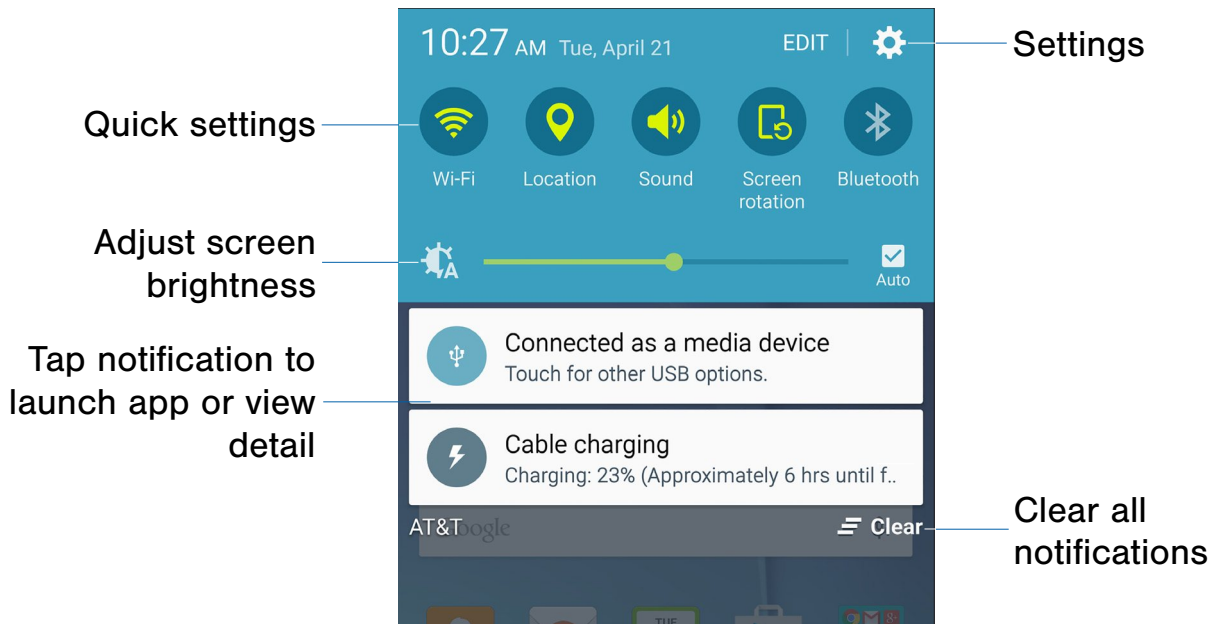 10:27 AM Tue, April 21 EDIT
Settings
Quick settings
Wi-Fi Location Sound Screen rotation Bluetooth
Adjust screen
brightness
A
Auto
Tap notification to
launch app or view
detail
Connected as a media device
Touch for other USB options.
Cable charging
Charging: 23% (Approximately 6 hrs until f..
AT&T
Google
Clear
Clear all
notifications
TUE